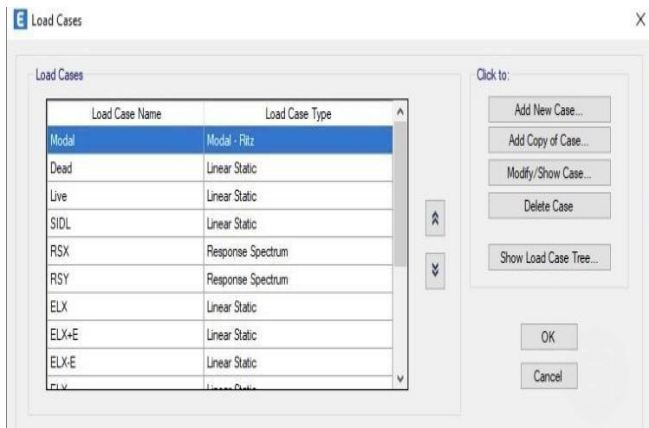 E Load Cases X
Load Cases
Load Case Name Load Case Type
Modal Modal - Ritz
Dead Linear Static
Live Linear Static
SIDL Linear Static
RSX Response Spectrum
RSY Response Spectrum
ELX Linear Static
ELX+E Linear Static
ELX-E Linear Static
Click to:
Add New Case...
Add Copy of Case...
Modify/Show Case...
Delete Case
Show Load Case Tree...
OK
Cancel